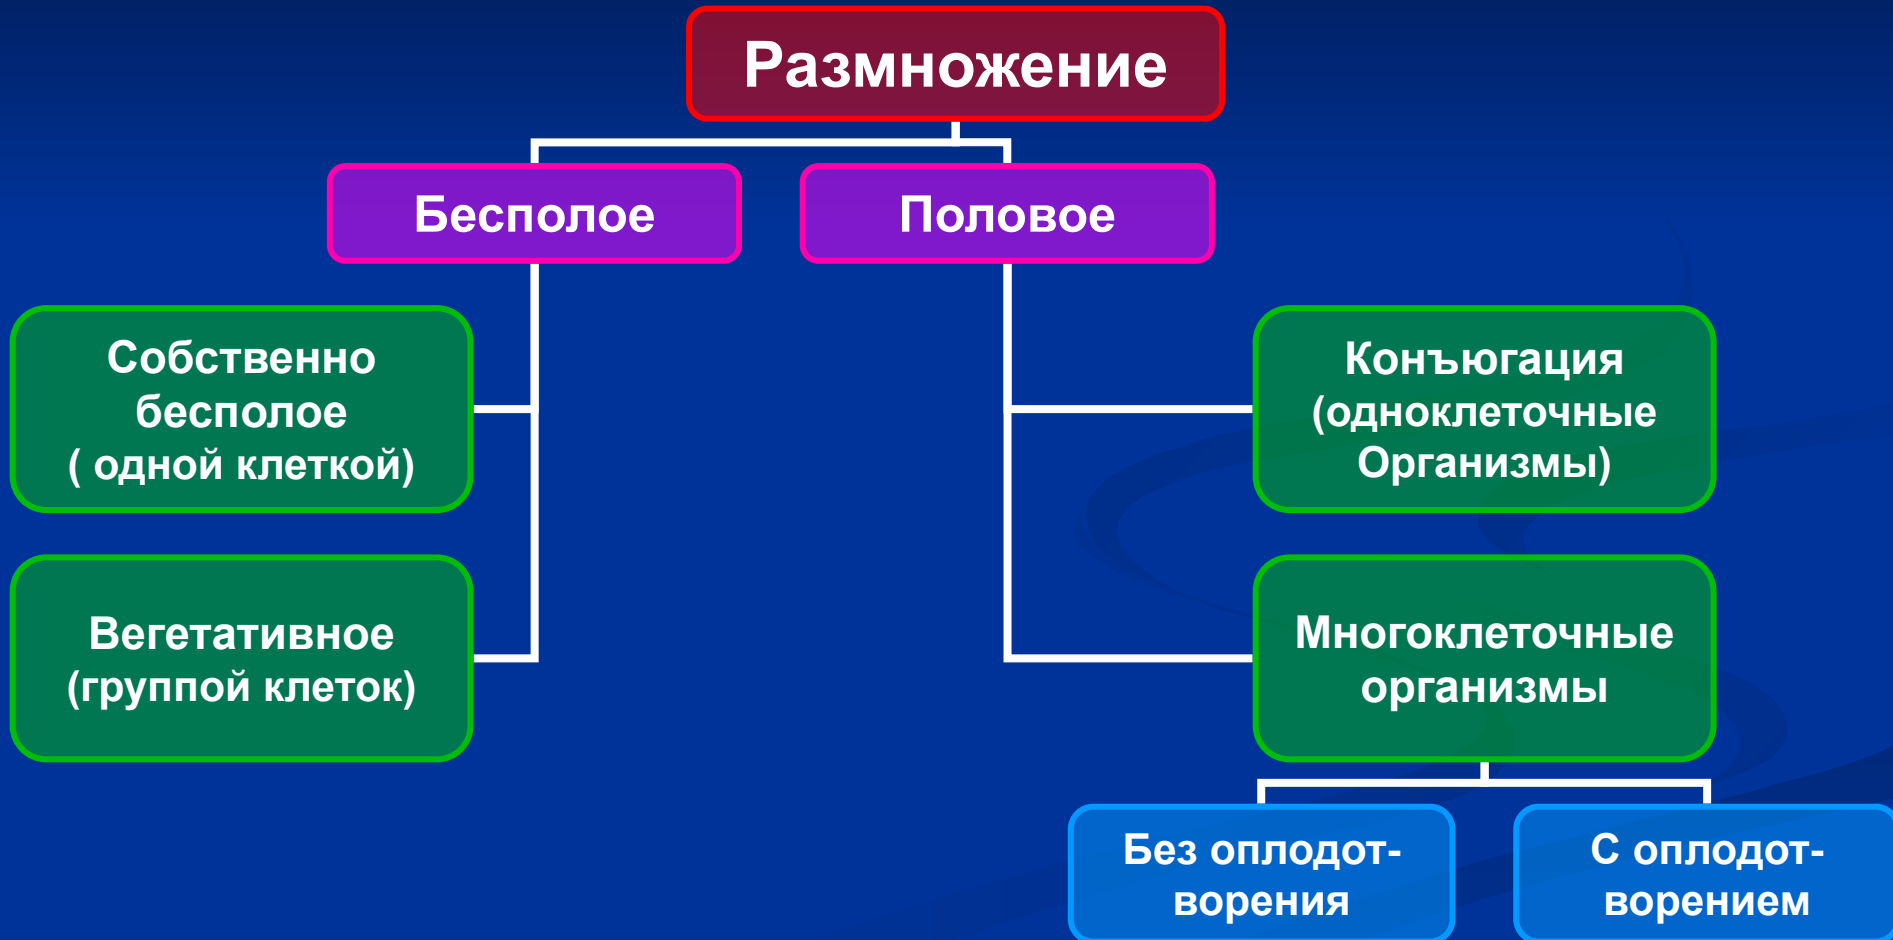 Размножение
Бесполое
Половое
Собственно
бесполое
( одной клеткой)
Конъюгация
(одноклеточные
Организмы)
Вегетативное
(группой клеток)
Многоклеточные
организмы
Без оплодот-
ворения
С оплодот-
ворением